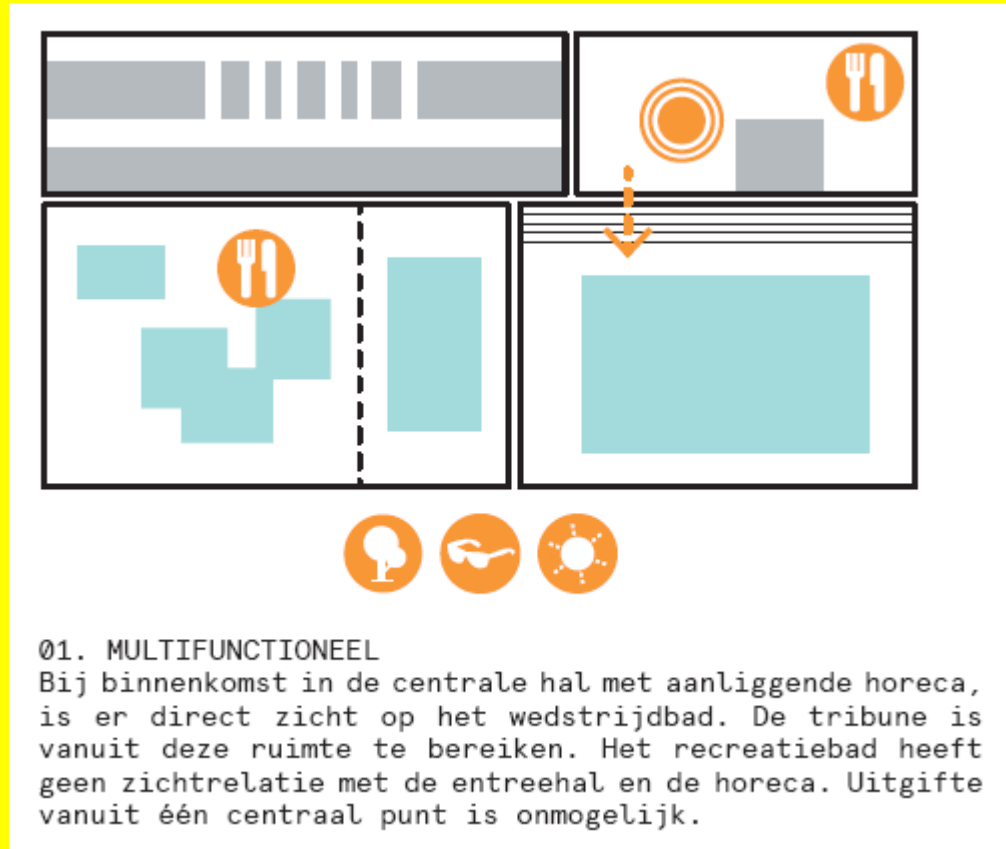 01. MULTIFUNCTIONEEL
Bij binnenkomst in de centrale hal met aanliggende horeca,
is er direct zicht op het wedstrijdbad. De tribune is
vanuit deze ruimte te bereiken. Het recreatiebad heeft
geen zichtrelatie met de entreehal en de horeca. Uitgifte
vanuit één centraal punt is onmogelijk.